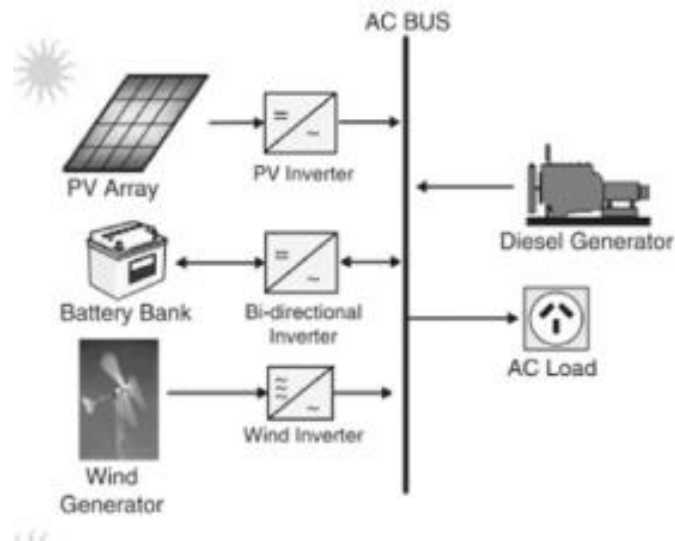 AC BUS
=
~
PV Array
PV Inverter
Diesel Generator
=
~
Battery Bank
Bi-directional
Inverter
AC Load
~
~
~
~
Wind Inverter
Wind
Generator